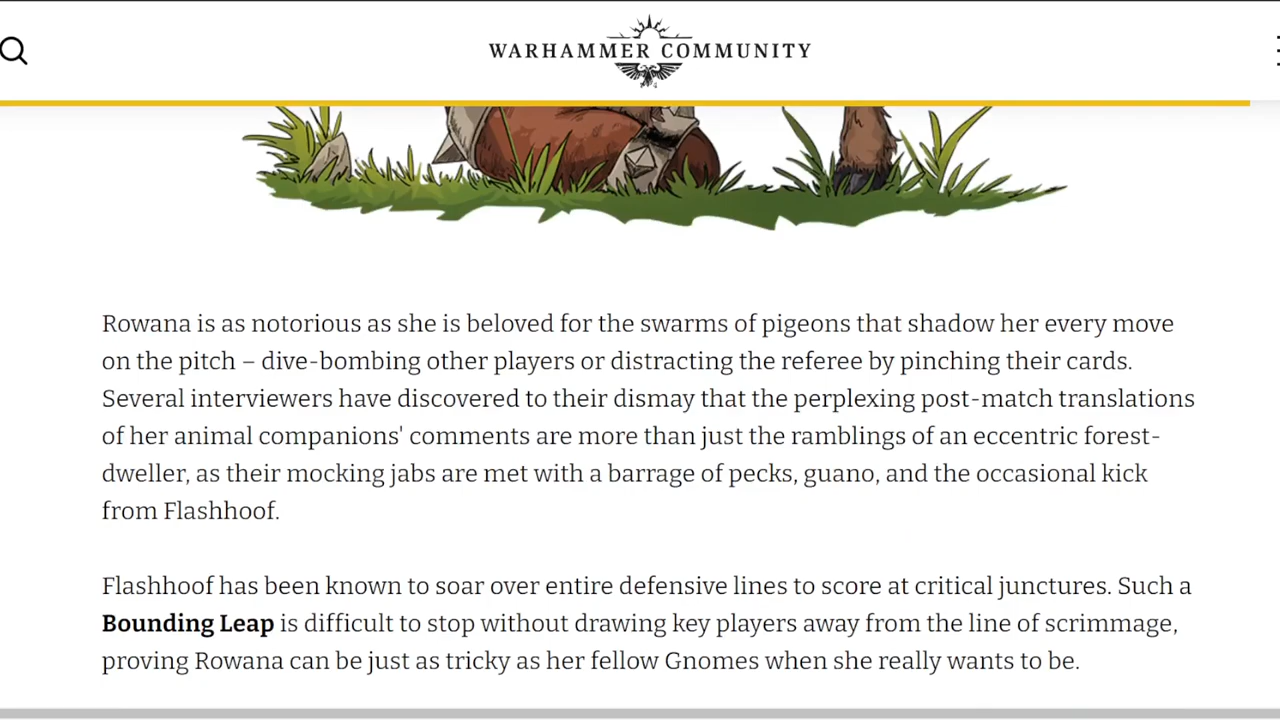 WARHAMMER COMMUNITY
Rowana is as notorious as she is beloved for the swarms of pigeons that shadow her every move
on the pitch – dive-bombing other players or distracting the referee by pinching their cards.
Several interviewers have discovered to their dismay that the perplexing post-match translations
of her animal companions' comments are more than just the ramblings of an eccentric forest-
dweller, as their mocking jabs are met with a barrage of pecks, guano, and the occasional kick
from Flashhoof.
Flashhoof has been known to soar over entire defensive lines to score at critical junctures. Such a
Bounding Leap is difficult to stop without drawing key players away from the line of scrimmage,
proving Rowana can be just as tricky as her fellow Gnomes when she really wants to be.